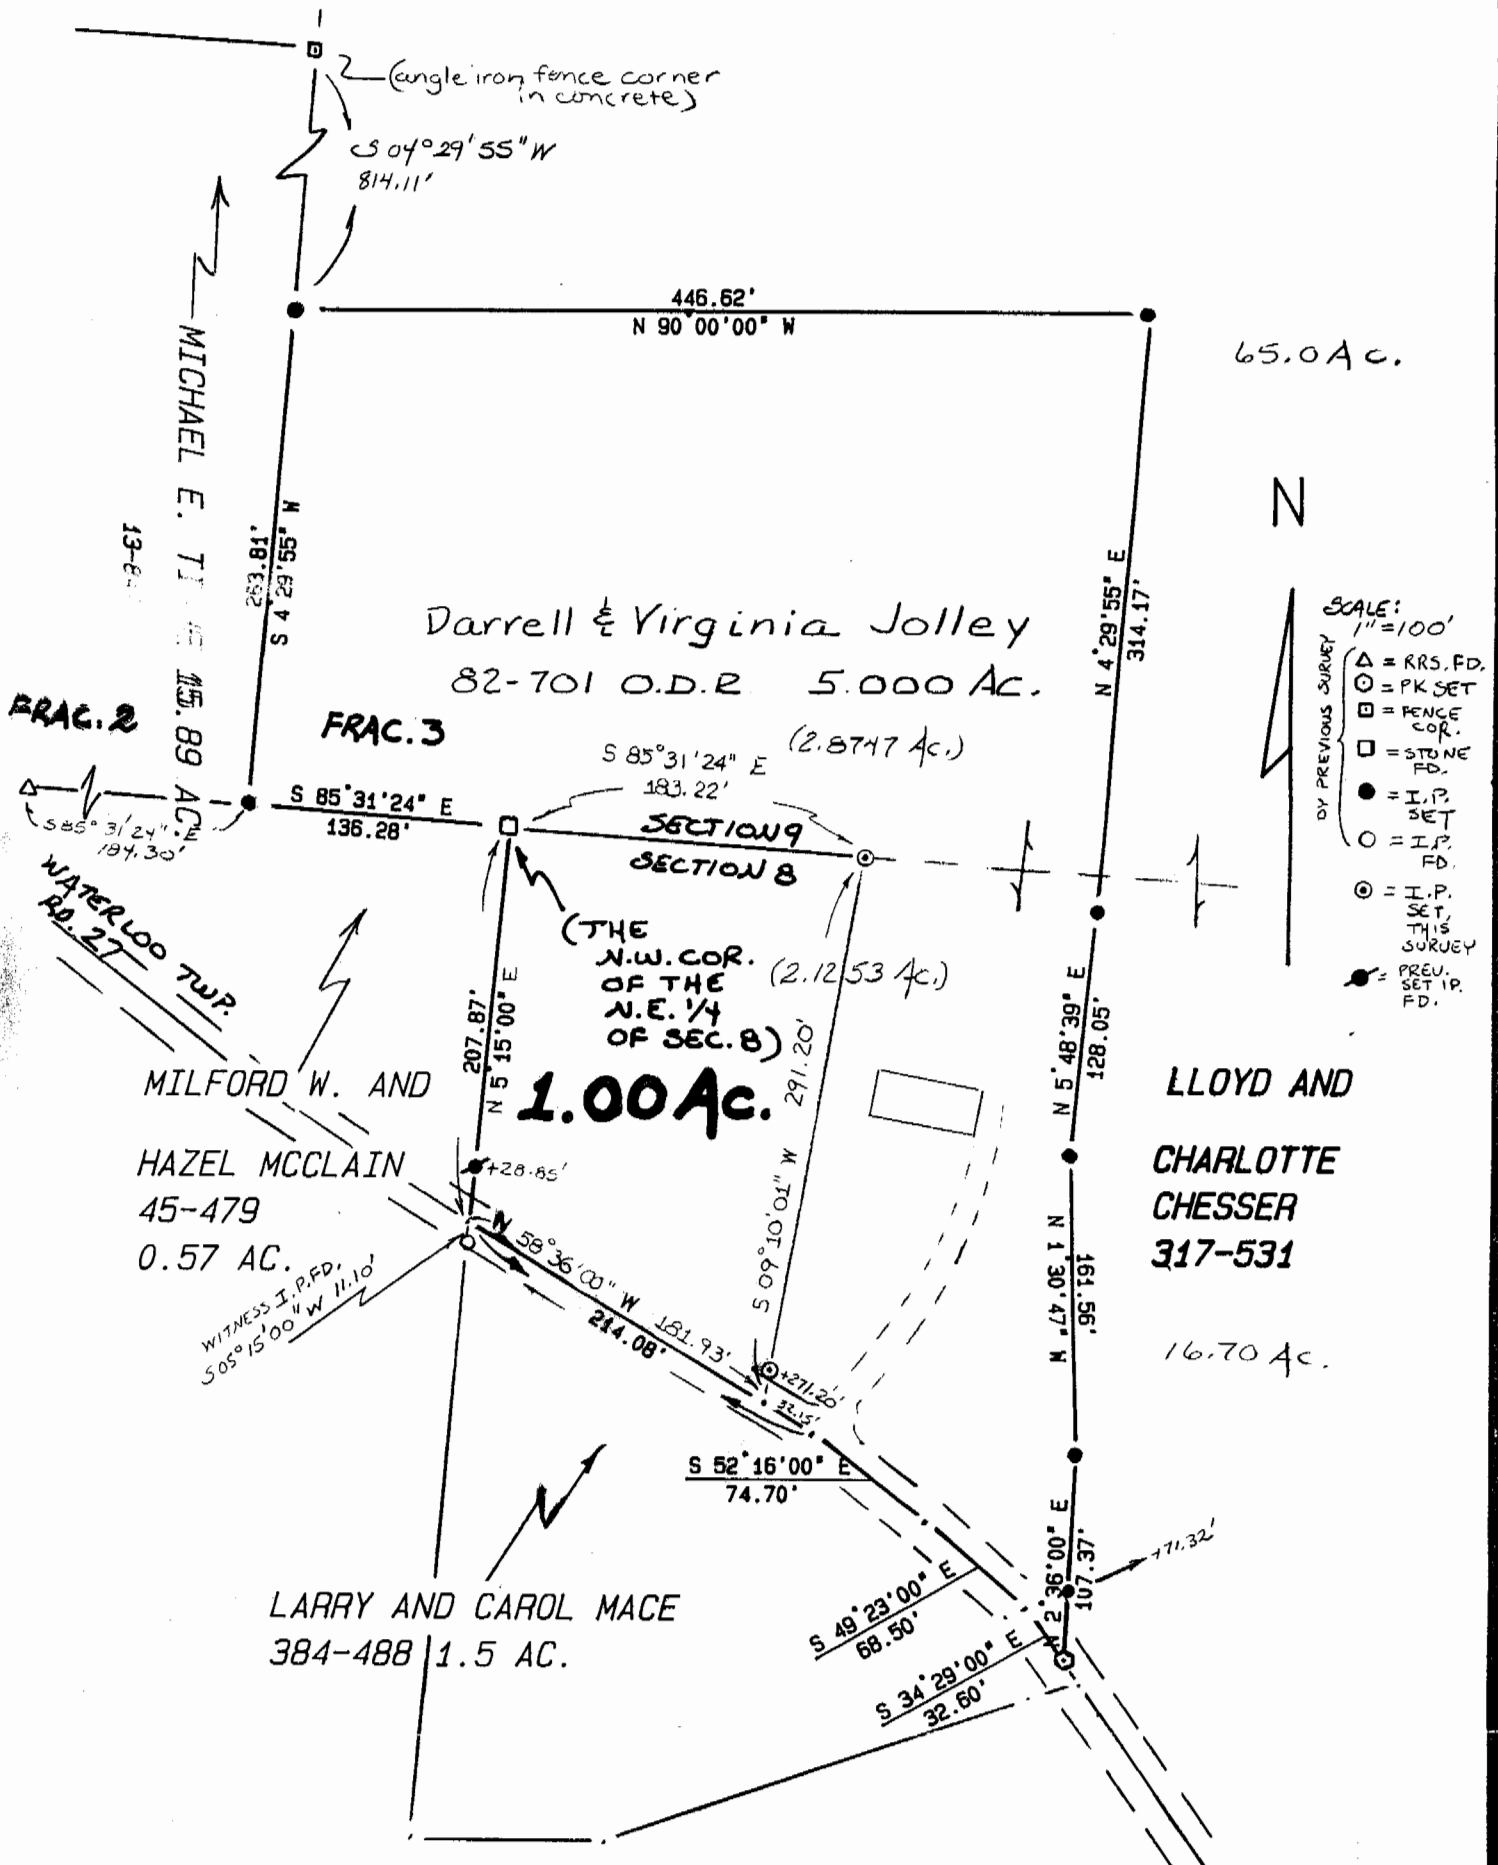 (angle iron fence corner
in concrete)
S 04°29'55" W
814.11'
446.62'
N 90°00'00" W
65.0 Ac.
N
MICHAEL E.
15.89 AC.
263.81'
S 4°29'55" W
N 4°29'55" E
314.17'
SCALE:
1"=100'
BY PREVIOUS SURVEY
△ = RRS. FD.
⊙ = PK SET
⊡ = FENCE
COR.
□ = STONE
FD.
● = I.P.
SET
○ = I.P.
FD.
⊙ = I.P.
SET,
THIS
SURVEY
= PREV.
SET IP.
FD.
Darrell & Virginia Jolley
82-701 O.D.R. 5.000 Ac.
(2.8747 Ac.)
FRAC. 2
FRAC. 3
S 85°31'24" E
183.22'
S 85°31'24" E
184.30'
S 85°31'24" E
136.28'
SECTION 9
SECTION 8
WATERLOO TWP.
RD. 27
(THE
N.W. COR.
OF THE
N.E. 1/4
OF SEC. 8)
(2.1253 Ac.)
207.87'
N 5°15'00" E
1.00 Ac.
291.20'
S 09°10'01" W
N 5°48'39" E
128.05'
MILFORD W. AND
HAZEL MCCLAIN
45-479
0.57 AC.
LLOYD AND
CHARLOTTE
CHESSER
317-531
+28.85'
WITNESS I.P. FD.
S 05°15'00" W 11.10'
N 58°36'00" W 181.93'
214.08'
N 1°30'47" W
161.56'
16.70 Ac.
+271.20'
32.15'
S 52°16'00" E
74.70'
N 2°36'00" E
107.37'
+71.32'
S 49°23'00" E
68.50'
S 34°29'00" E
32.60'
LARRY AND CAROL MACE
384-488 1.5 AC.